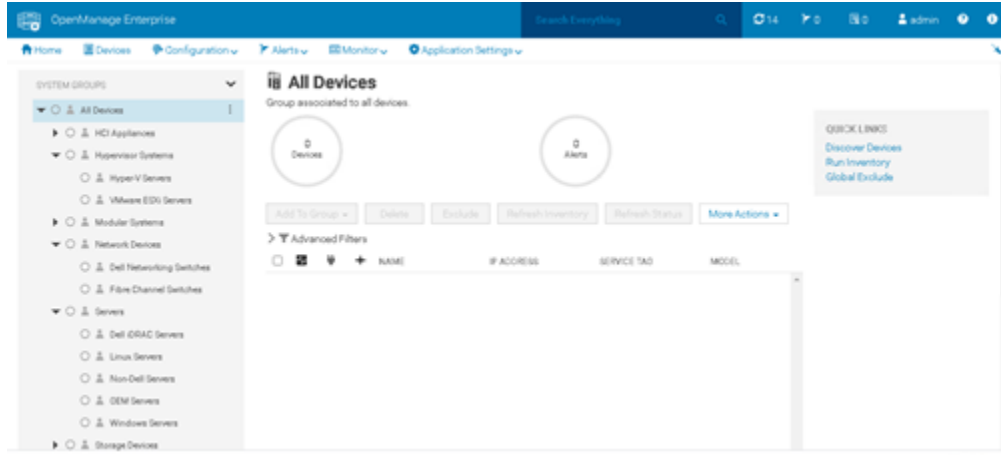 OpenManage Enterprise
Search Everything
14
0
0
admin
Home Devices Configuration Alerts Monitor Application Settings
SYSTEM GROUPS
All Devices
HCI Appliances
Hypervisor Systems
Hyper-V Servers
VMware ESXi Servers
Modular Systems
Network Devices
Dell Networking Switches
Fibre Channel Switches
Servers
Dell iDRAC Servers
Linux Servers
Non-Dell Servers
OEM Servers
Windows Servers
Storage Devices
All Devices
Group associated to all devices.
0
Devices
0
Alerts
Add To Group Delete Exclude Refresh Inventory Refresh Status More Actions
Advanced Filters
NAME IP ADDRESS SERVICE TAG MODEL
QUICK LINKS
Discover Devices
Run Inventory
Global Exclude